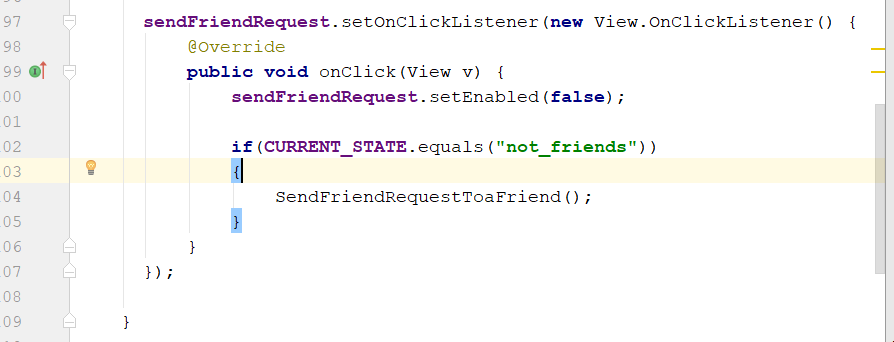 97 sendFriendRequest.setOnClickListener(new View.OnClickListener() {
98 @Override
99 public void onClick(View v) {
00 sendFriendRequest.setEnabled(false);
01
02 if(CURRENT_STATE.equals("not_friends"))
03 {
04 SendFriendRequestToaFriend();
05 }
06 }
07 });
08
09 }